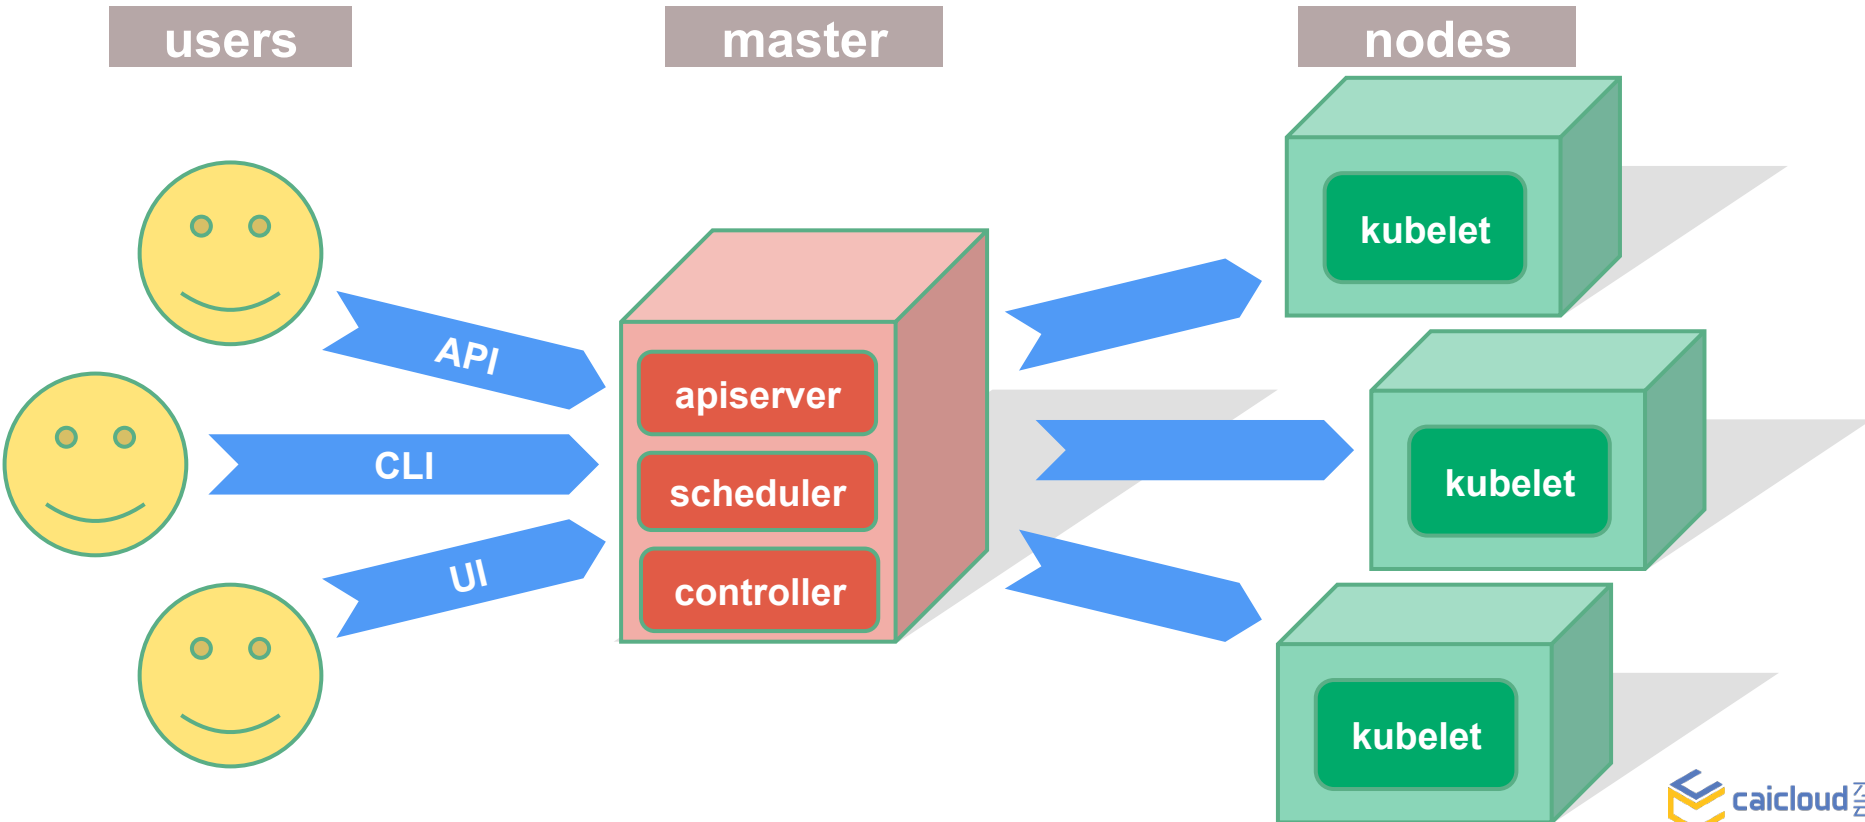 users
master
nodes
API
CLI
UI
apiserver
scheduler
controller
kubelet
kubelet
kubelet
caicloud